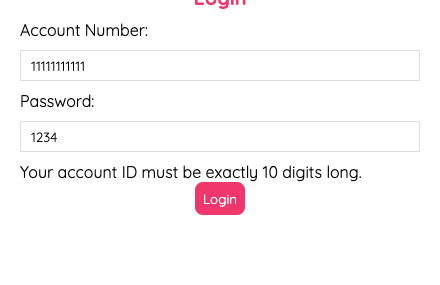 Login
Account Number:
11111111111
Password:
1234
Your account ID must be exactly 10 digits long.
Login